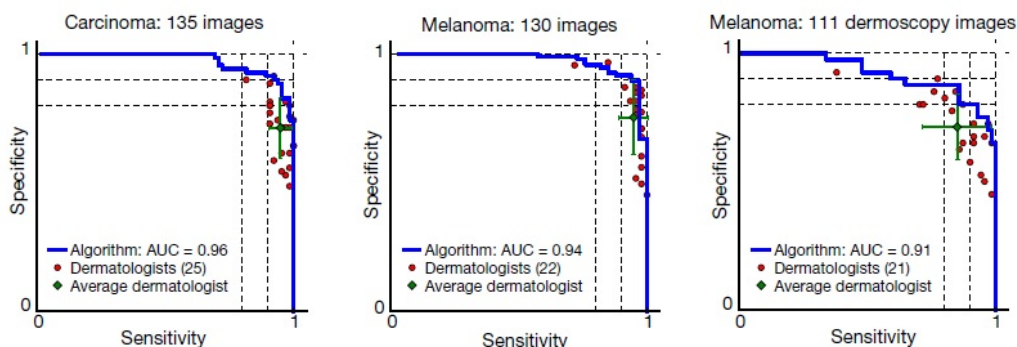 Carcinoma: 135 images
1
Specificity
Algorithm: AUC = 0.96
Dermatologists (25)
Average dermatologist
0
0
1
Sensitivity
Melanoma: 130 images
1
Specificity
Algorithm: AUC = 0.94
Dermatologists (22)
Average dermatologist
0
0
1
Sensitivity
Melanoma: 111 dermoscopy images
1
Specificity
Algorithm: AUC = 0.91
Dermatologists (21)
Average dermatologist
0
0
1
Sensitivity